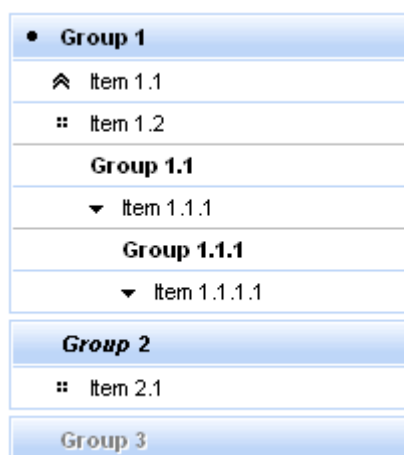 Group 1
Item 1.1
Item 1.2
Group 1.1
Item 1.1.1
Group 1.1.1
Item 1.1.1.1
Group 2
Item 2.1
Group 3